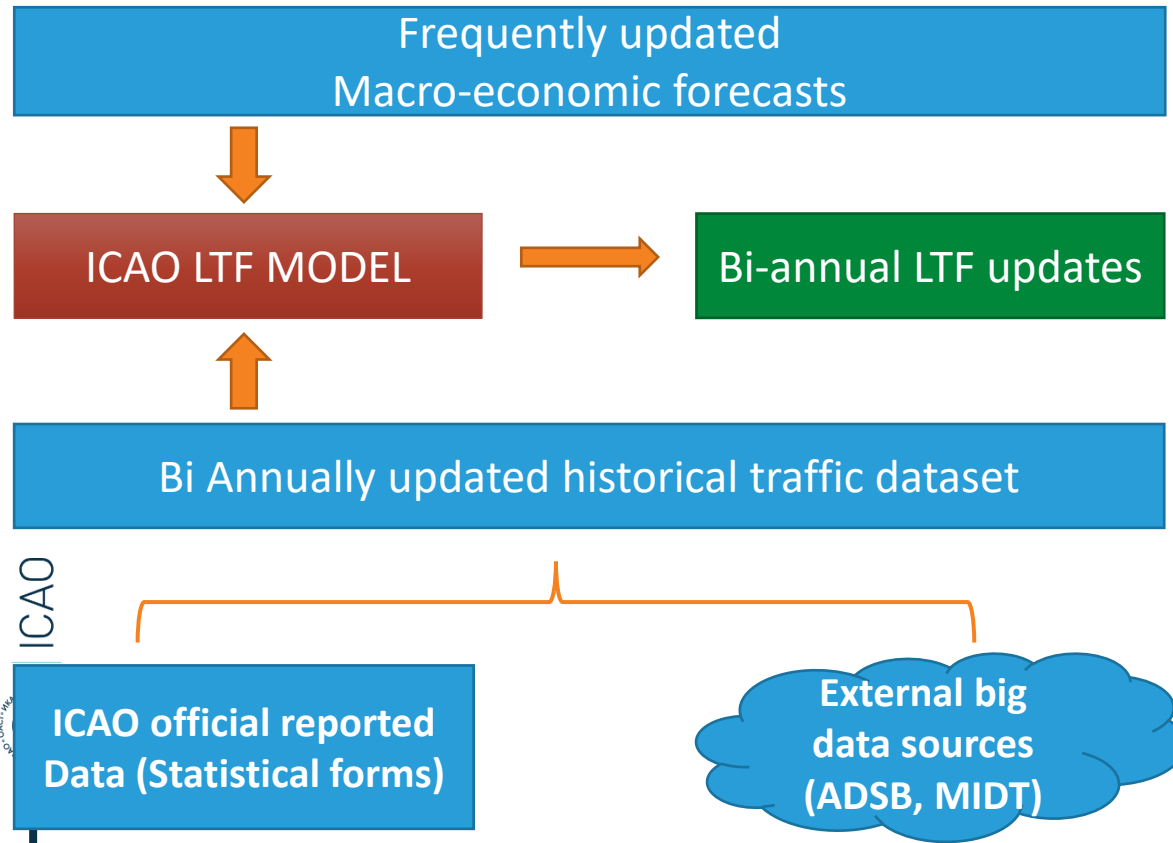 Frequently updated
Macro-economic forecasts
ICAO LTF MODEL
Bi-annual LTF updates
Bi Annually updated historical traffic dataset
ICAO
ICAO official reported
Data (Statistical forms)
External big
data sources
(ADSB, MIDT)